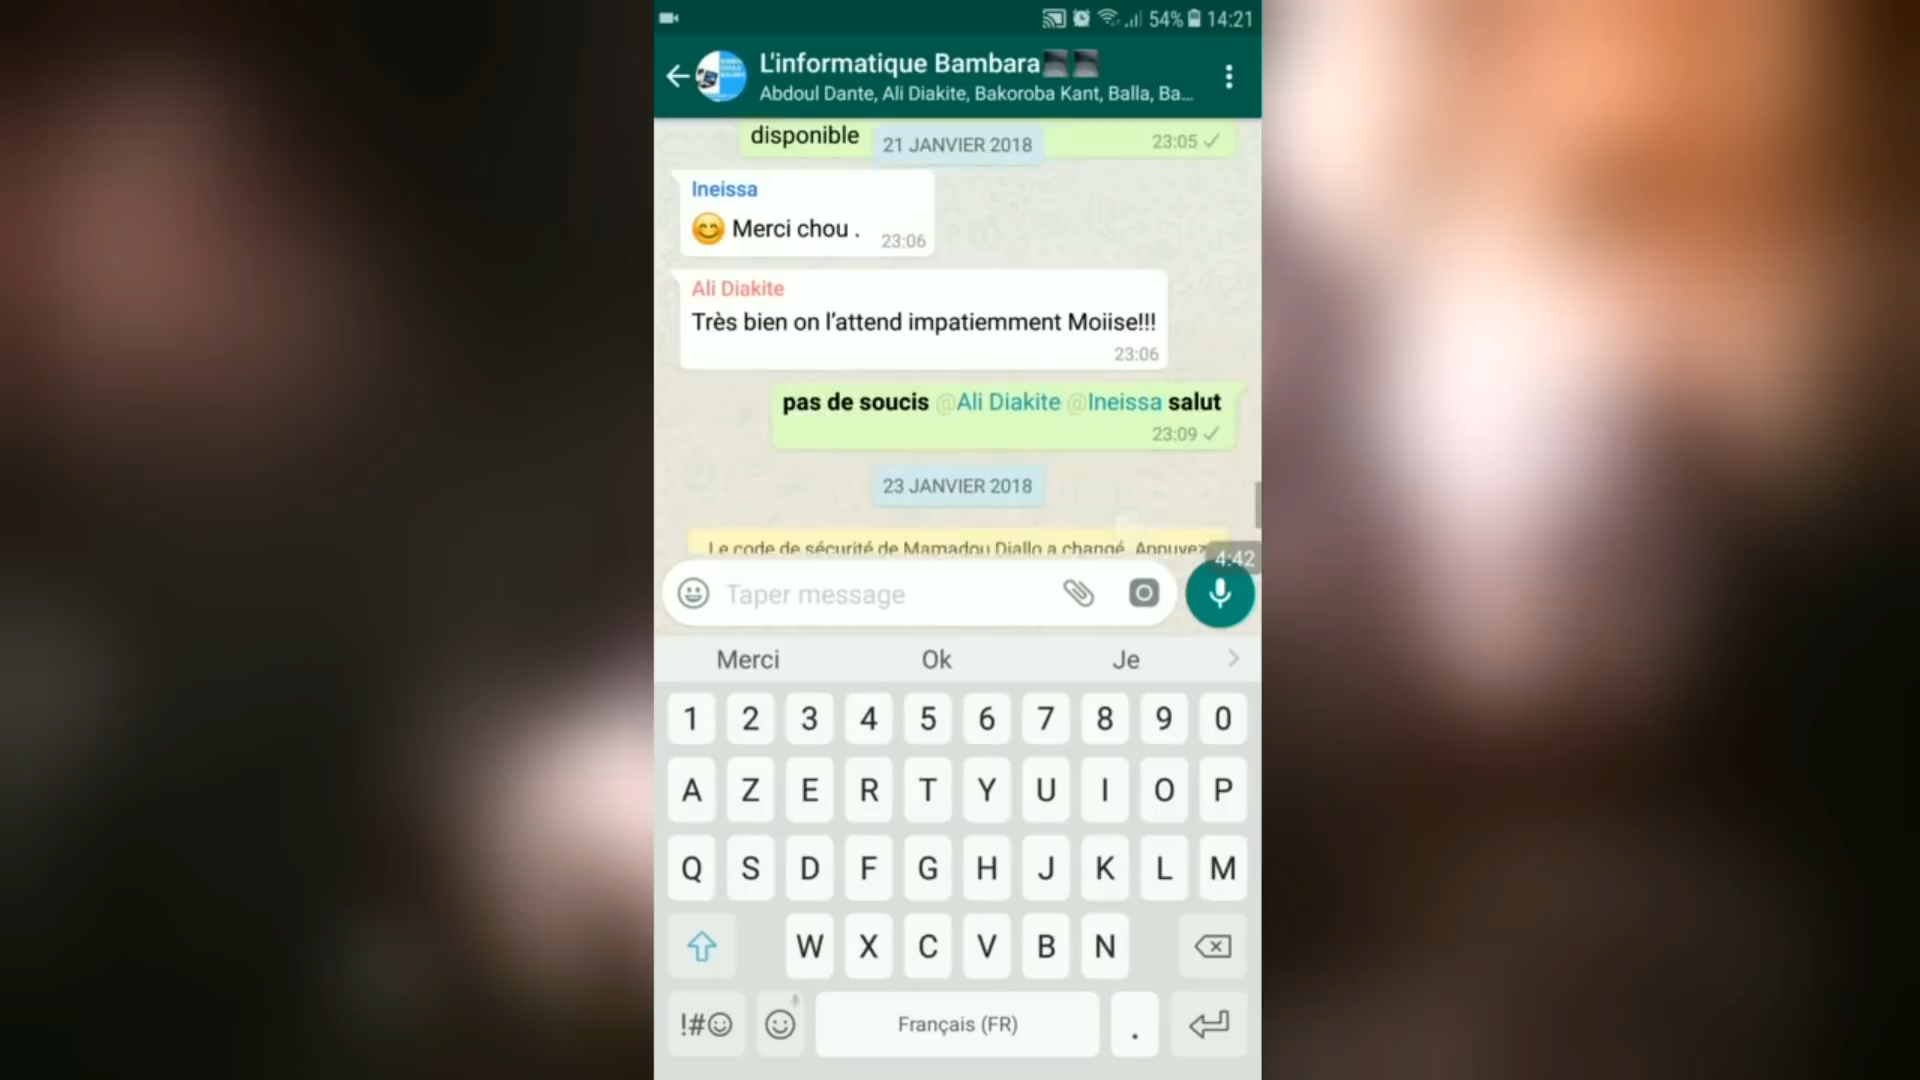 54% 14:21
L'informatique Bambara
Abdoul Dante, Ali Diakite, Bakoroba Kant, Balla, Ba...
disponible 23:05
21 JANVIER 2018
Ineissa
😊 Merci chou . 23:06
Ali Diakite
Très bien on l'attend impatiemment Moiise!!!
23:06
pas de soucis @Ali Diakite @Ineissa salut
23:09
23 JANVIER 2018
Le code de sécurité de Mamadou Diallo a changé. Appuyez
4:42
Taper message
Merci Ok Je
1 2 3 4 5 6 7 8 9 0
A Z E R T Y U I O P
Q S D F G H J K L M
W X C V B N
!#☺ Français (FR) .